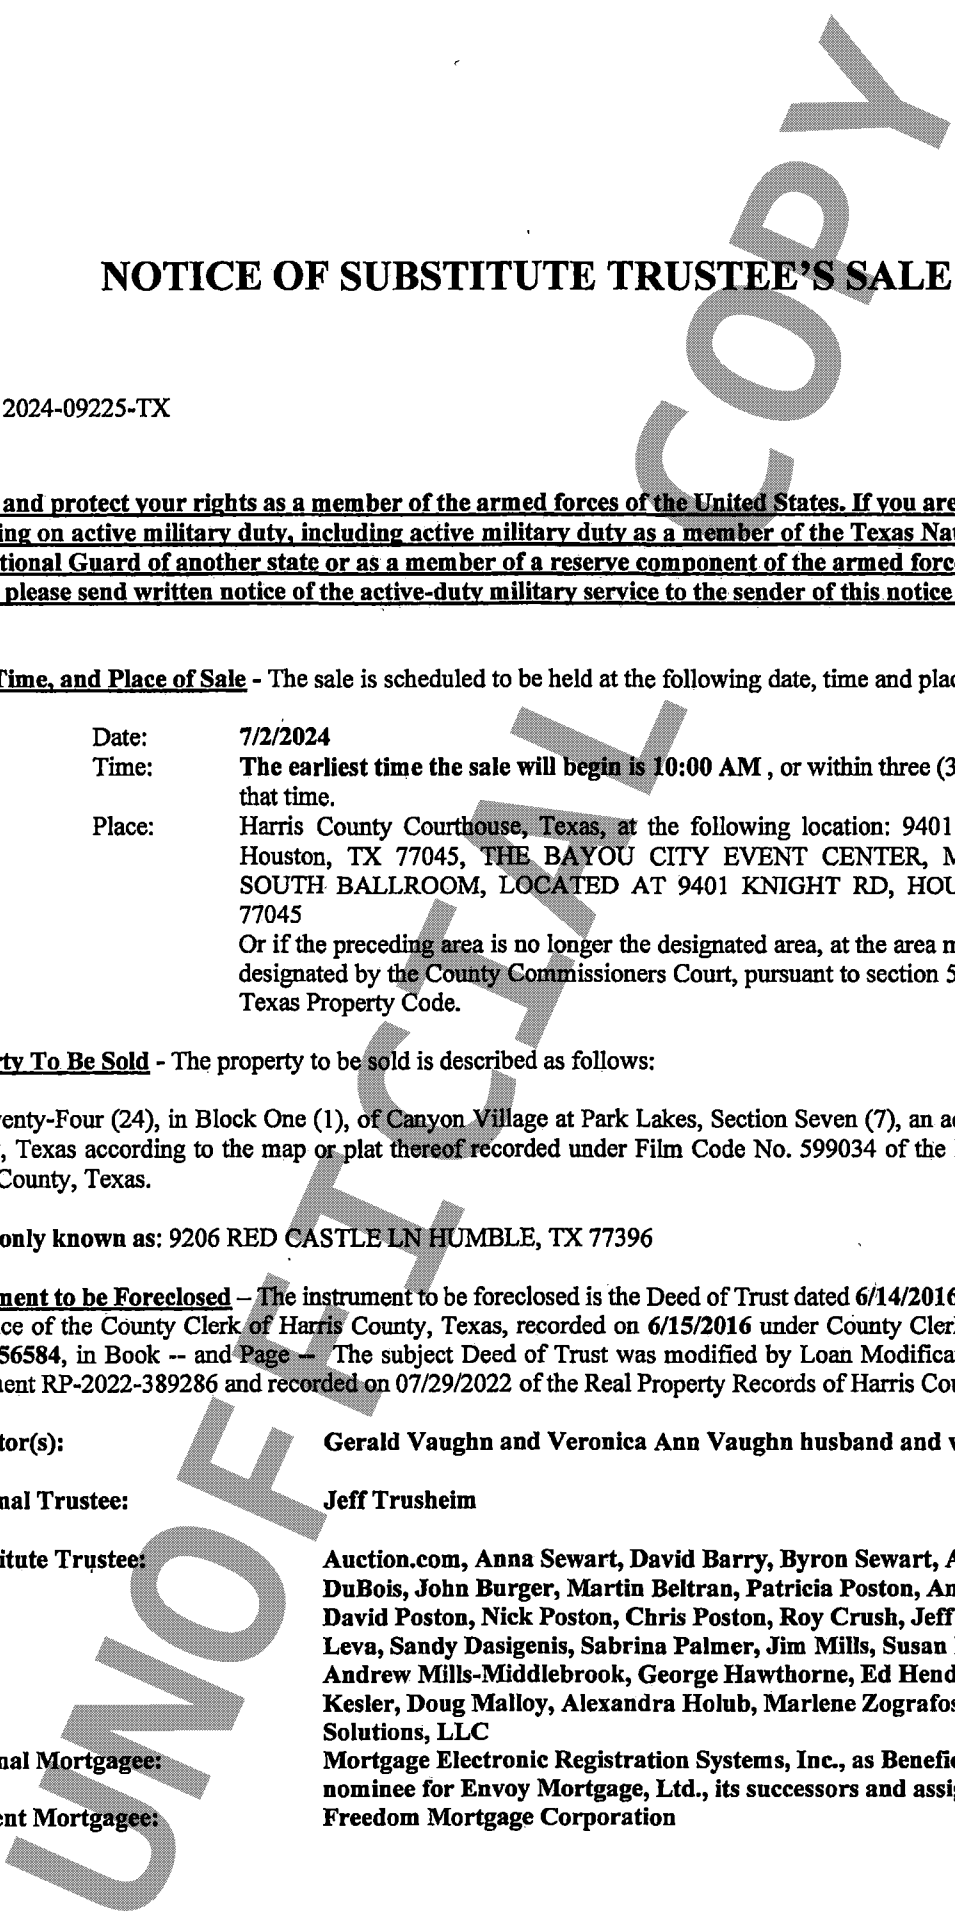 NOTICE OF SUBSTITUTE TRUSTEE'S SALE
2024-09225-TX
and protect your rights as a member of the armed forces of the United States. If you are
ing on active military duty, including active military duty as a member of the Texas Nat
tional Guard of another state or as a member of a reserve component of the armed forc
please send written notice of the active-duty military service to the sender of this notice
Time, and Place of Sale - The sale is scheduled to be held at the following date, time and plac
Date: 7/2/2024
Time: The earliest time the sale will begin is 10:00 AM , or within three (3
that time.
Place: Harris County Courthouse, Texas, at the following location: 9401
Houston, TX 77045, THE BAYOU CITY EVENT CENTER, M
SOUTH BALLROOM, LOCATED AT 9401 KNIGHT RD, HOU
77045
Or if the preceding area is no longer the designated area, at the area m
designated by the County Commissioners Court, pursuant to section 5
Texas Property Code.
rty To Be Sold - The property to be sold is described as follows:
enty-Four (24), in Block One (1), of Canyon Village at Park Lakes, Section Seven (7), an ad
, Texas according to the map or plat thereof recorded under Film Code No. 599034 of the
County, Texas.
only known as: 9206 RED CASTLE LN HUMBLE, TX 77396
ment to be Foreclosed – The instrument to be foreclosed is the Deed of Trust dated 6/14/2016
ce of the County Clerk of Harris County, Texas, recorded on 6/15/2016 under County Cler
56584, in Book -- and Page -- The subject Deed of Trust was modified by Loan Modifica
ment RP-2022-389286 and recorded on 07/29/2022 of the Real Property Records of Harris Cou
tor(s): Gerald Vaughn and Veronica Ann Vaughn husband and w
nal Trustee: Jeff Trusheim
itute Trustee: Auction.com, Anna Sewart, David Barry, Byron Sewart, A
DuBois, John Burger, Martin Beltran, Patricia Poston, An
David Poston, Nick Poston, Chris Poston, Roy Crush, Jeff
Leva, Sandy Dasigenis, Sabrina Palmer, Jim Mills, Susan
Andrew Mills-Middlebrook, George Hawthorne, Ed Hend
Kesler, Doug Malloy, Alexandra Holub, Marlene Zografos
Solutions, LLC
nal Mortgagee: Mortgage Electronic Registration Systems, Inc., as Benefic
nominee for Envoy Mortgage, Ltd., its successors and assig
ent Mortgagee: Freedom Mortgage Corporation
UNOFFICIAL COPY